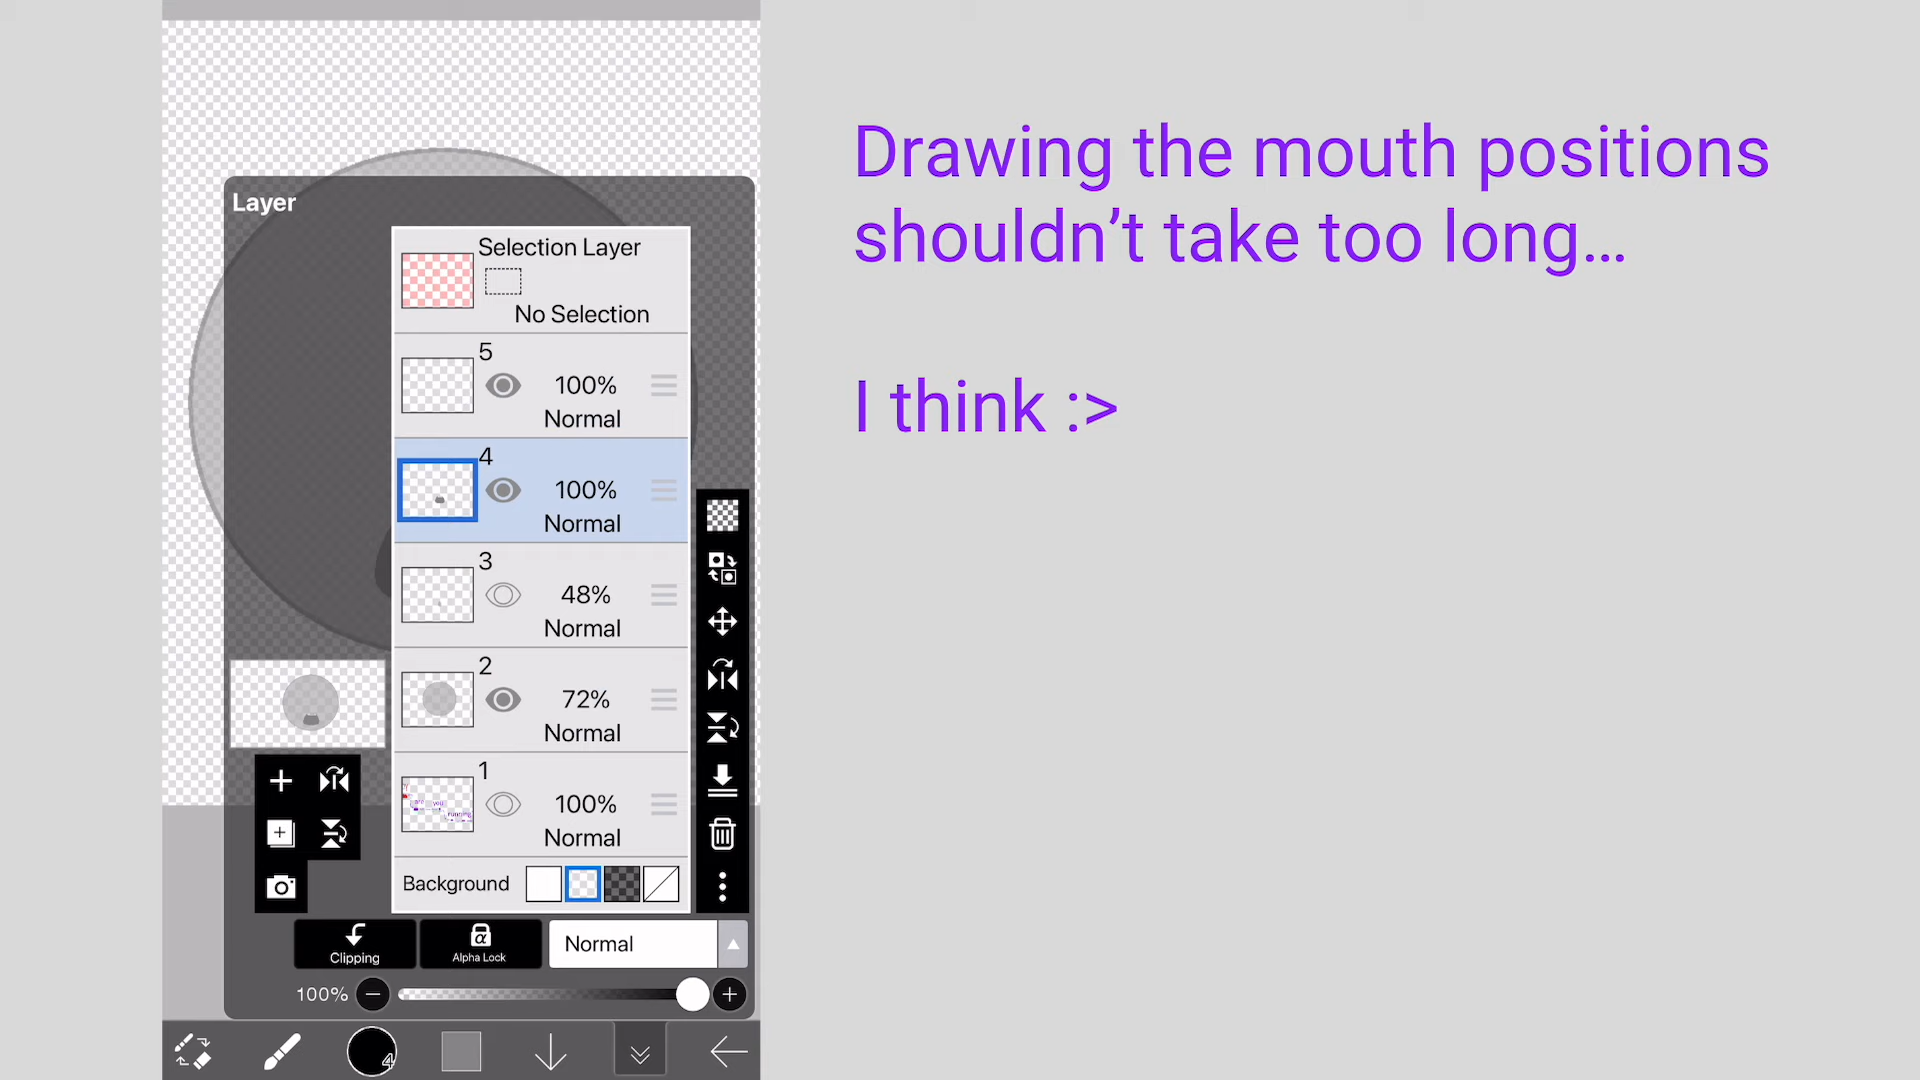 Layer
Selection Layer
No Selection
5
100%
Normal
4
100%
Normal
3
48%
Normal
2
72%
Normal
1
100%
Normal
Background
Clipping
α
Alpha Lock
Normal
100%
4
Drawing the mouth positions
shouldn’t take too long...
I think :>